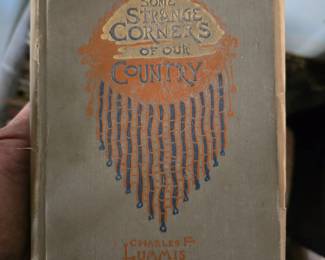 SOME
STRANGE
CORNERS
OF OUR
COUNTRY
CHARLES F.
LUMMIS